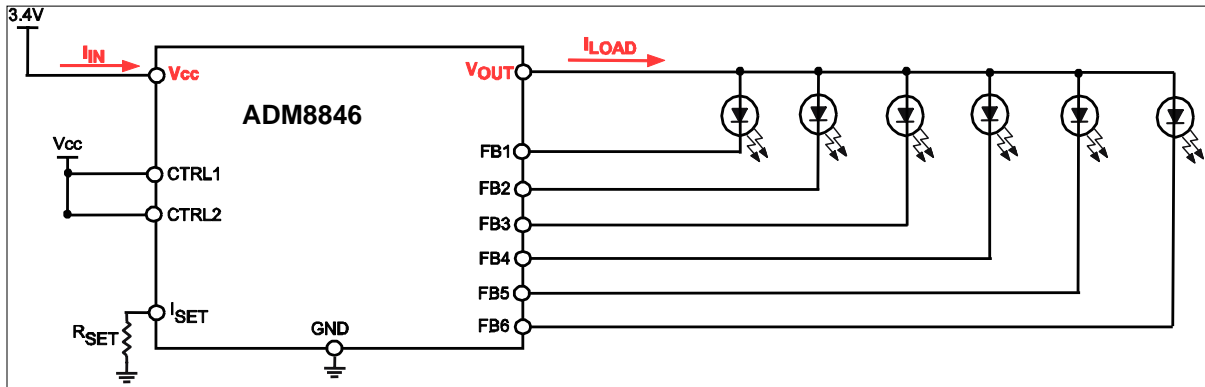 3.4V
IIN
Vcc
VOUT
ILOAD
ADM8846
Vcc
CTRL1
CTRL2
FB1
FB2
FB3
FB4
FB5
FB6
ISET
RSET
GND